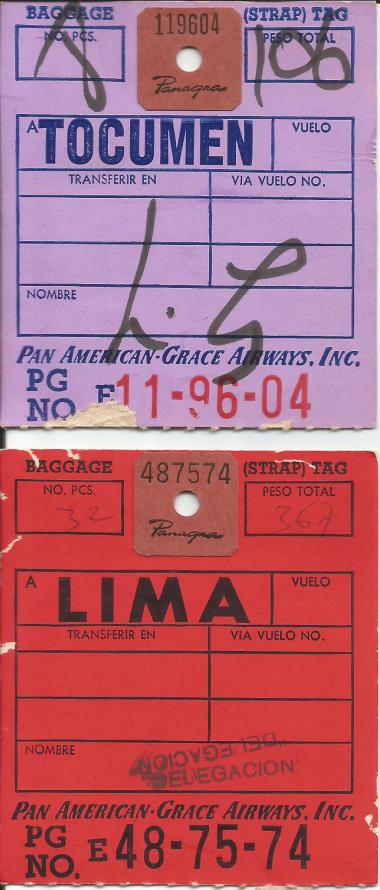 BAGGAGE (STRAP) TAG
119604
Panagra
NO. PCS. PESO TOTAL
8 106
A TOCUMEN VUELO
TRANSFERIR EN VIA VUELO NO.
L. G
NOMBRE
PAN AMERICAN-GRACE AIRWAYS, INC.
PG
NO. E 11-96-04
BAGGAGE (STRAP) TAG
487574
Panagra
NO. PCS. PESO TOTAL
32 367
A LIMA VUELO
TRANSFERIR EN VIA VUELO NO.
NOMBRE
DELEGACION
DELEGACION
PAN AMERICAN-GRACE AIRWAYS, INC.
PG
NO. E 48-75-74